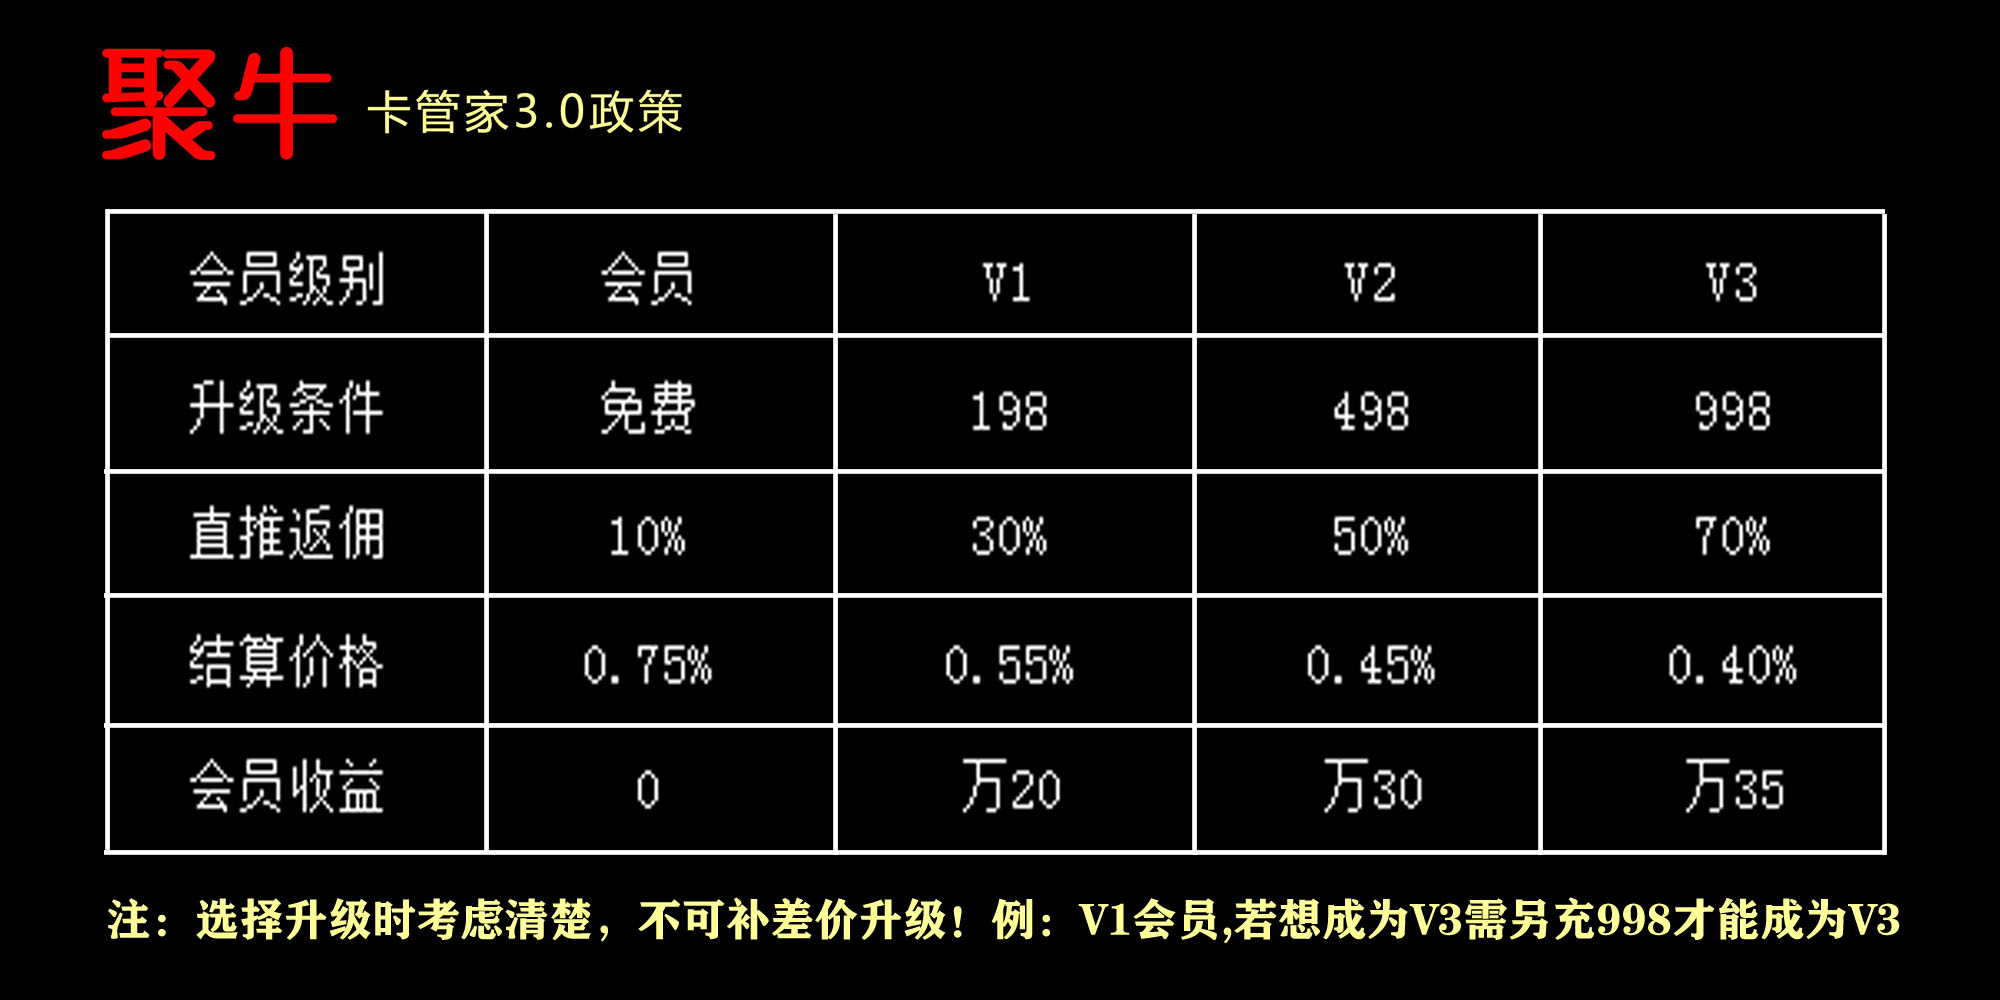 聚牛 卡管家3.0政策
会员级别 会员 V1 V2 V3
升级条件 免费 198 498 998
直推返佣 10% 30% 50% 70%
结算价格 0.75% 0.55% 0.45% 0.40%
会员收益 0 万20 万30 万35
注：选择升级时考虑清楚，不可补差价升级！例：V1会员,若想成为V3需另充998才能成为V3